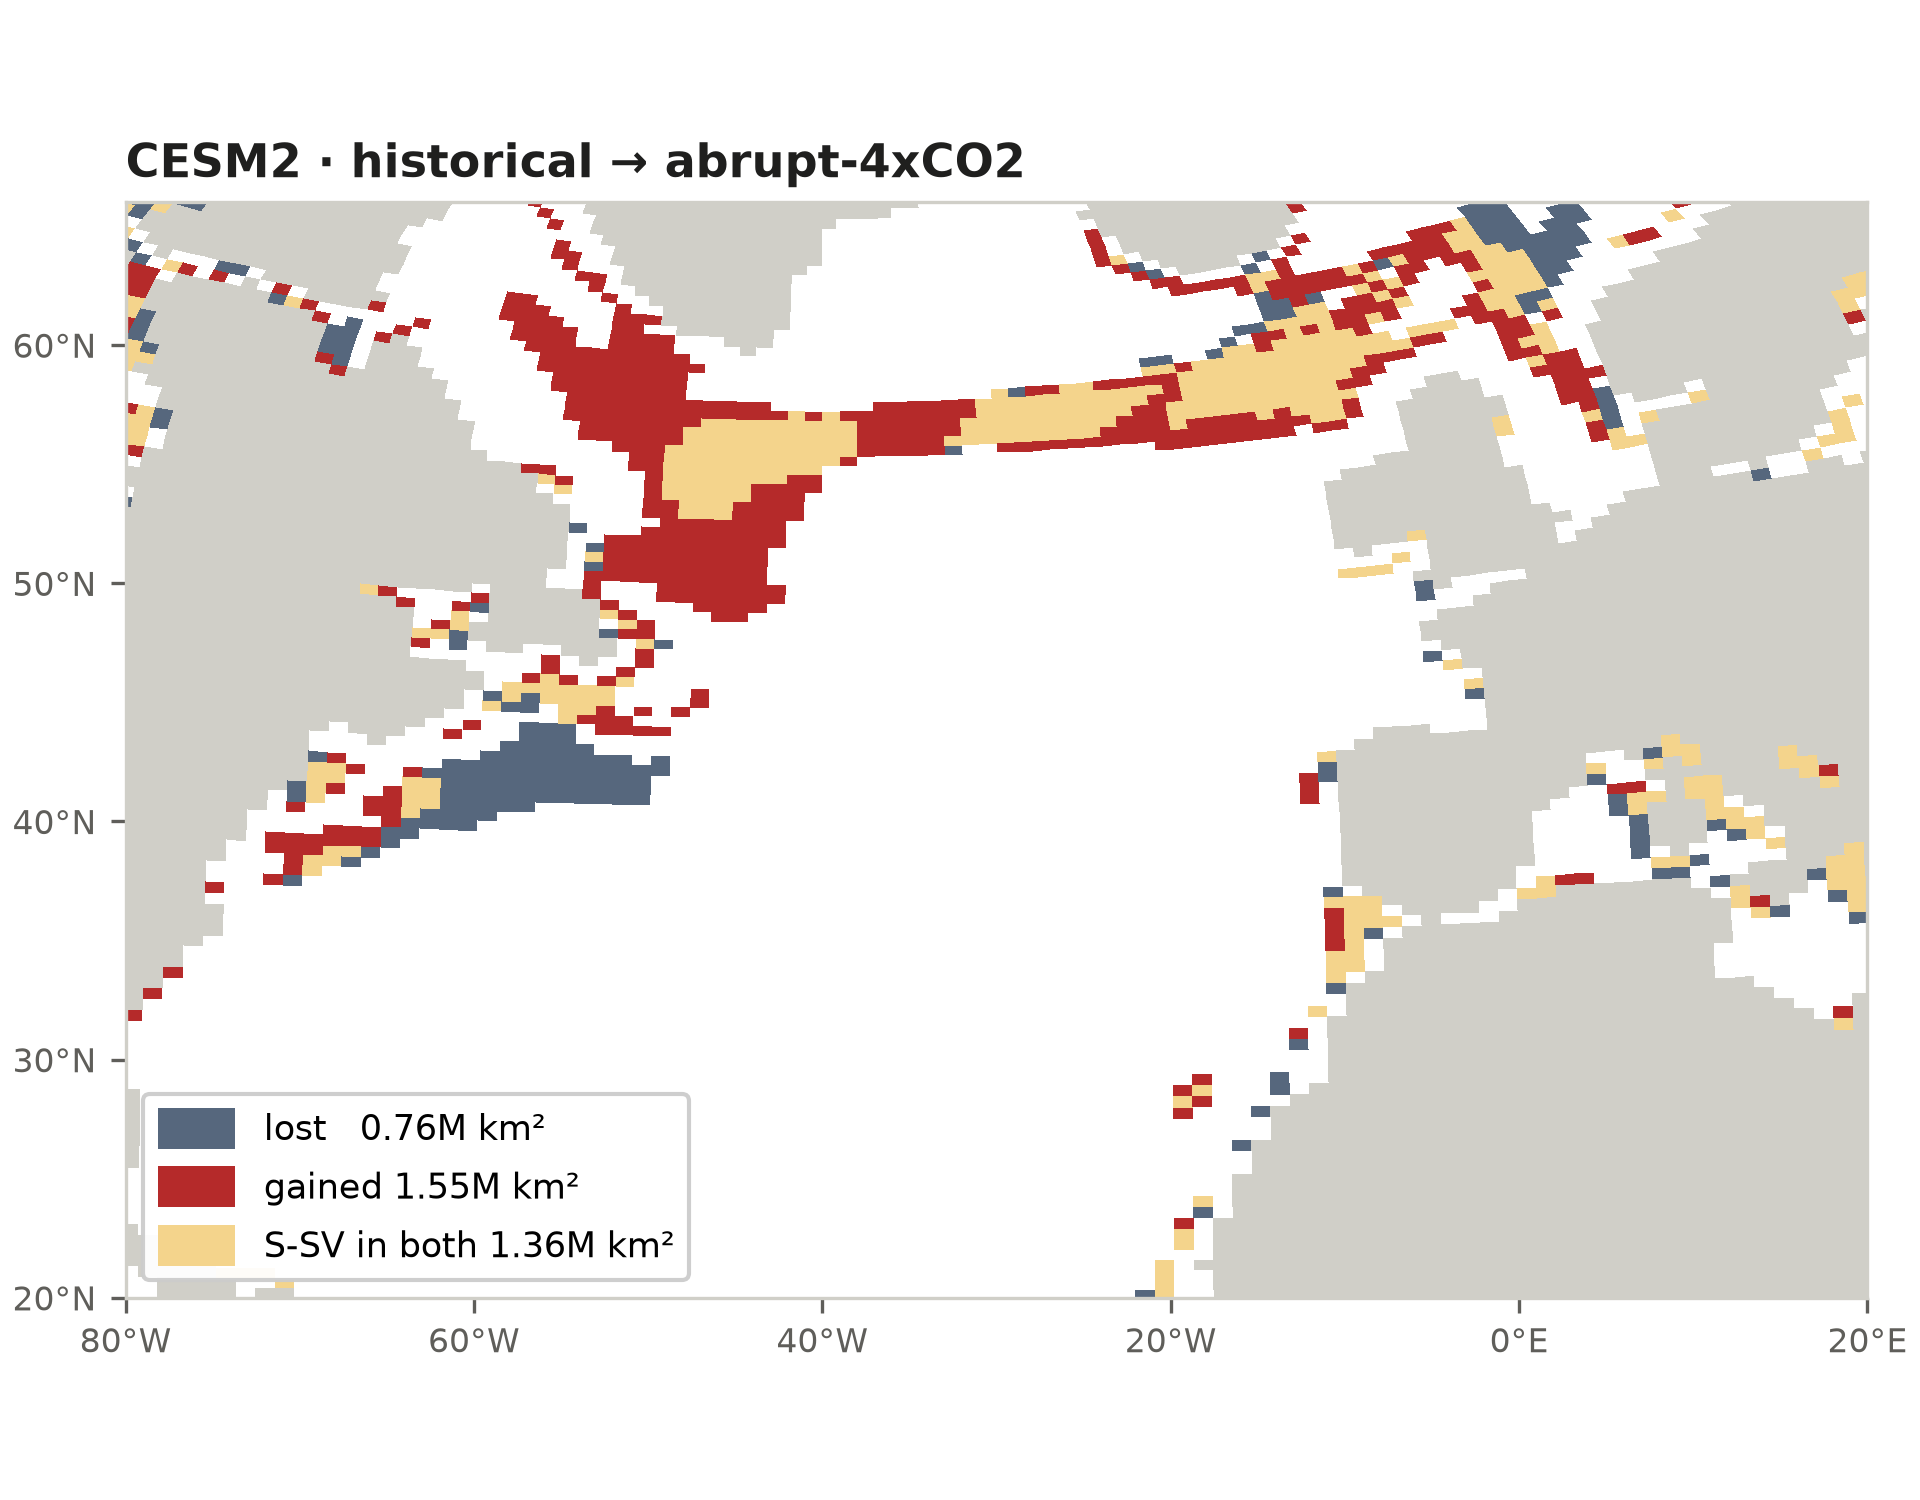 CESM2 · historical → abrupt-4xCO2
60°N
50°N
40°N
30°N
20°N
lost 0.76M km²
gained 1.55M km²
S-SV in both 1.36M km²
80°W 60°W 40°W 20°W 0°E 20°E